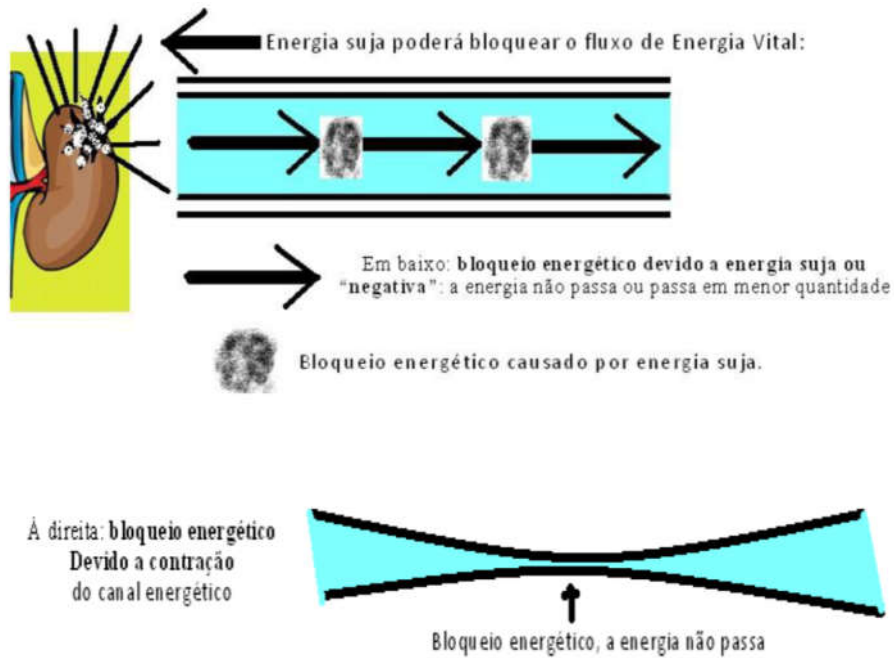 Energia suja poderá bloquear o fluxo de Energia Vital:
Em baixo: bloqueio energético devido a energia suja ou
“negativa”: a energia não passa ou passa em menor quantidade
Bloqueio energético causado por energia suja.
À direita: bloqueio energético
Devido a contração
do canal energético
Bloqueio energético, a energia não passa